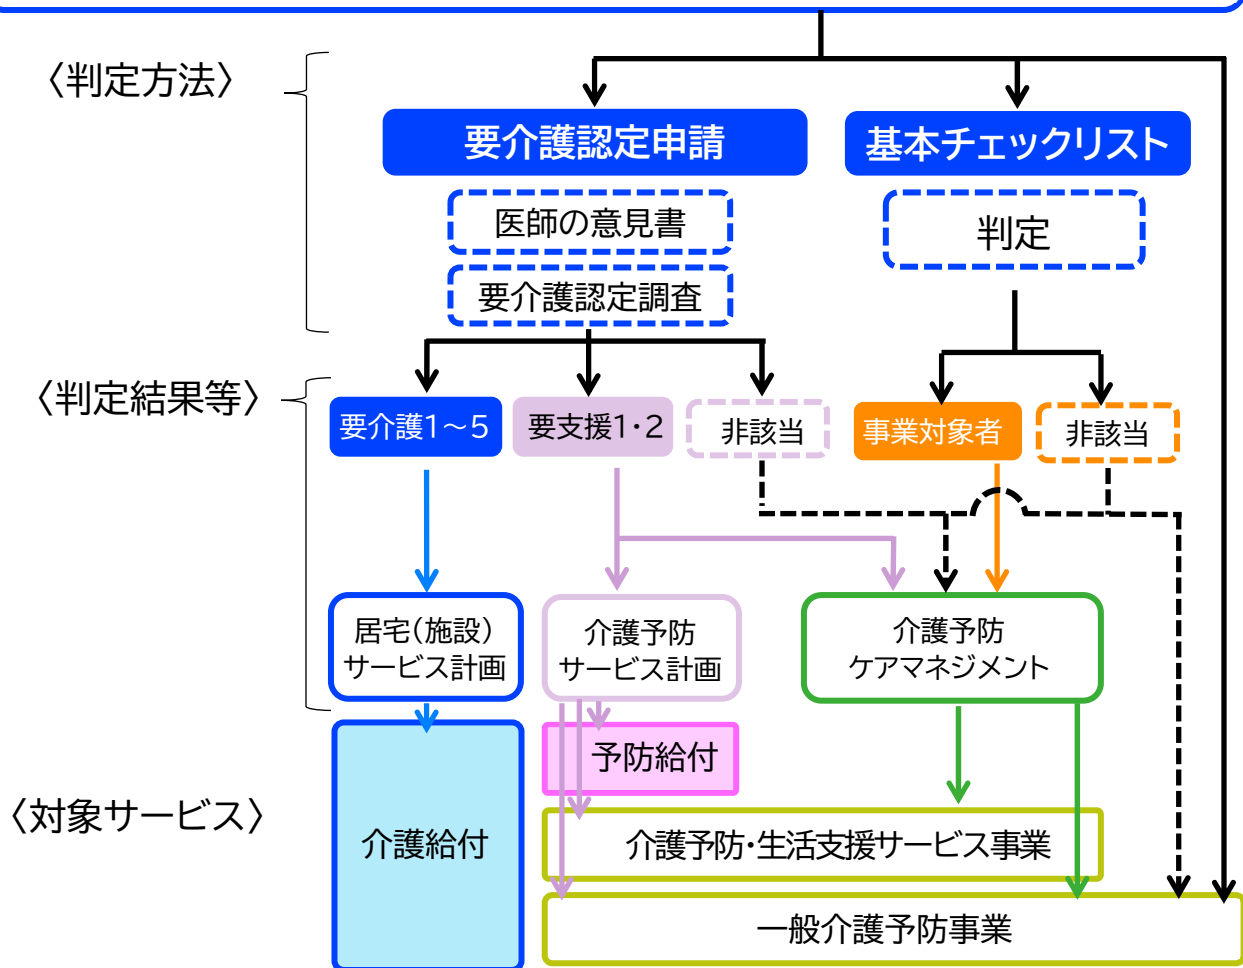 〈判定方法〉
要介護認定申請
基本チェックリスト
医師の意見書
判定
要介護認定調査
〈判定結果等〉
要介護1~5
要支援1・2
非該当
事業対象者
非該当
居宅(施設)
サービス計画
介護予防
サービス計画
介護予防
ケアマネジメント
予防給付
〈対象サービス〉
介護給付
介護予防・生活支援サービス事業
一般介護予防事業